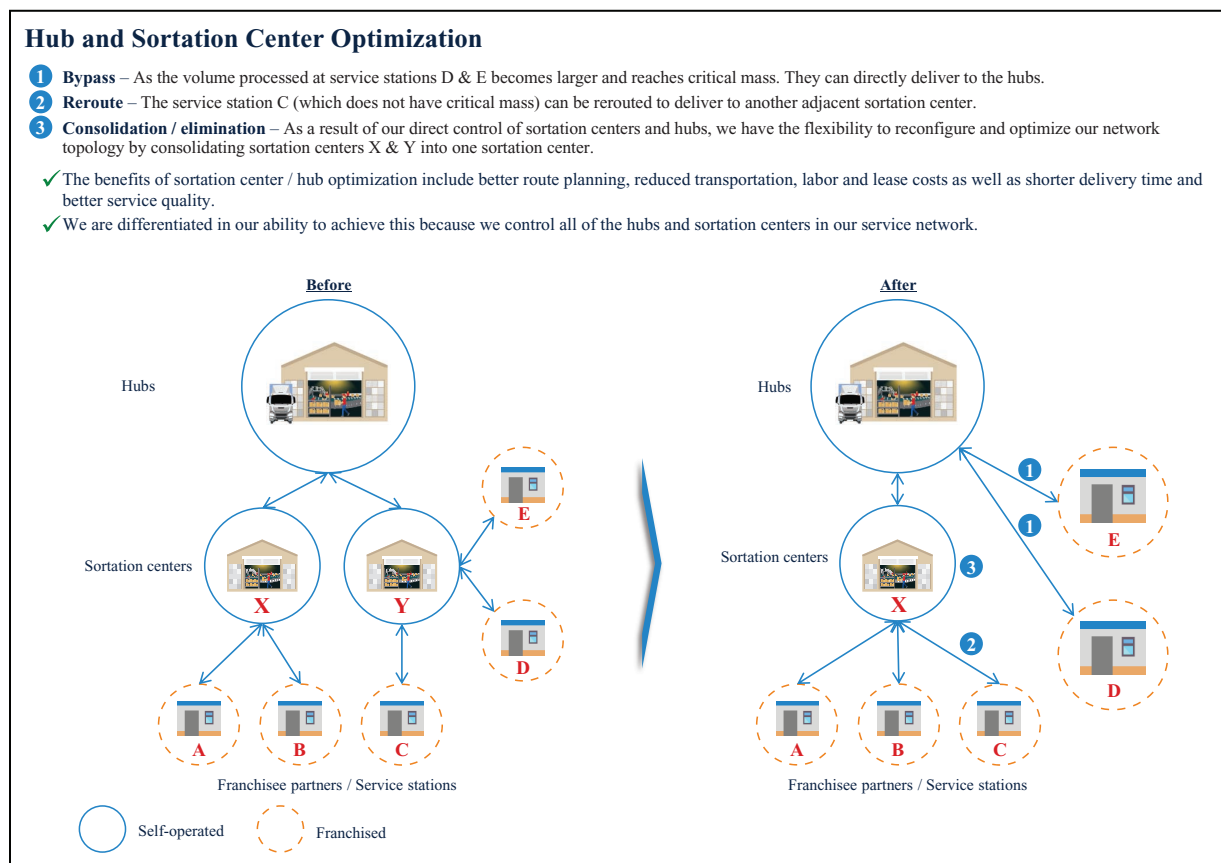 Hub and Sortation Center Optimization
1 Bypass – As the volume processed at service stations D & E becomes larger and reaches critical mass. They can directly deliver to the hubs.
2 Reroute – The service station C (which does not have critical mass) can be rerouted to deliver to another adjacent sortation center.
3 Consolidation / elimination – As a result of our direct control of sortation centers and hubs, we have the flexibility to reconfigure and optimize our network
topology by consolidating sortation centers X & Y into one sortation center.
✓ The benefits of sortation center / hub optimization include better route planning, reduced transportation, labor and lease costs as well as shorter delivery time and
better service quality.
✓ We are differentiated in our ability to achieve this because we control all of the hubs and sortation centers in our service network.
Before
Hubs
E
Sortation centers
X
Y
D
A
B
C
Franchisee partners / Service stations
After
Hubs
1
E
1
Sortation centers
3
X
2
D
A
B
C
Franchisee partners / Service stations
Self-operated
Franchised